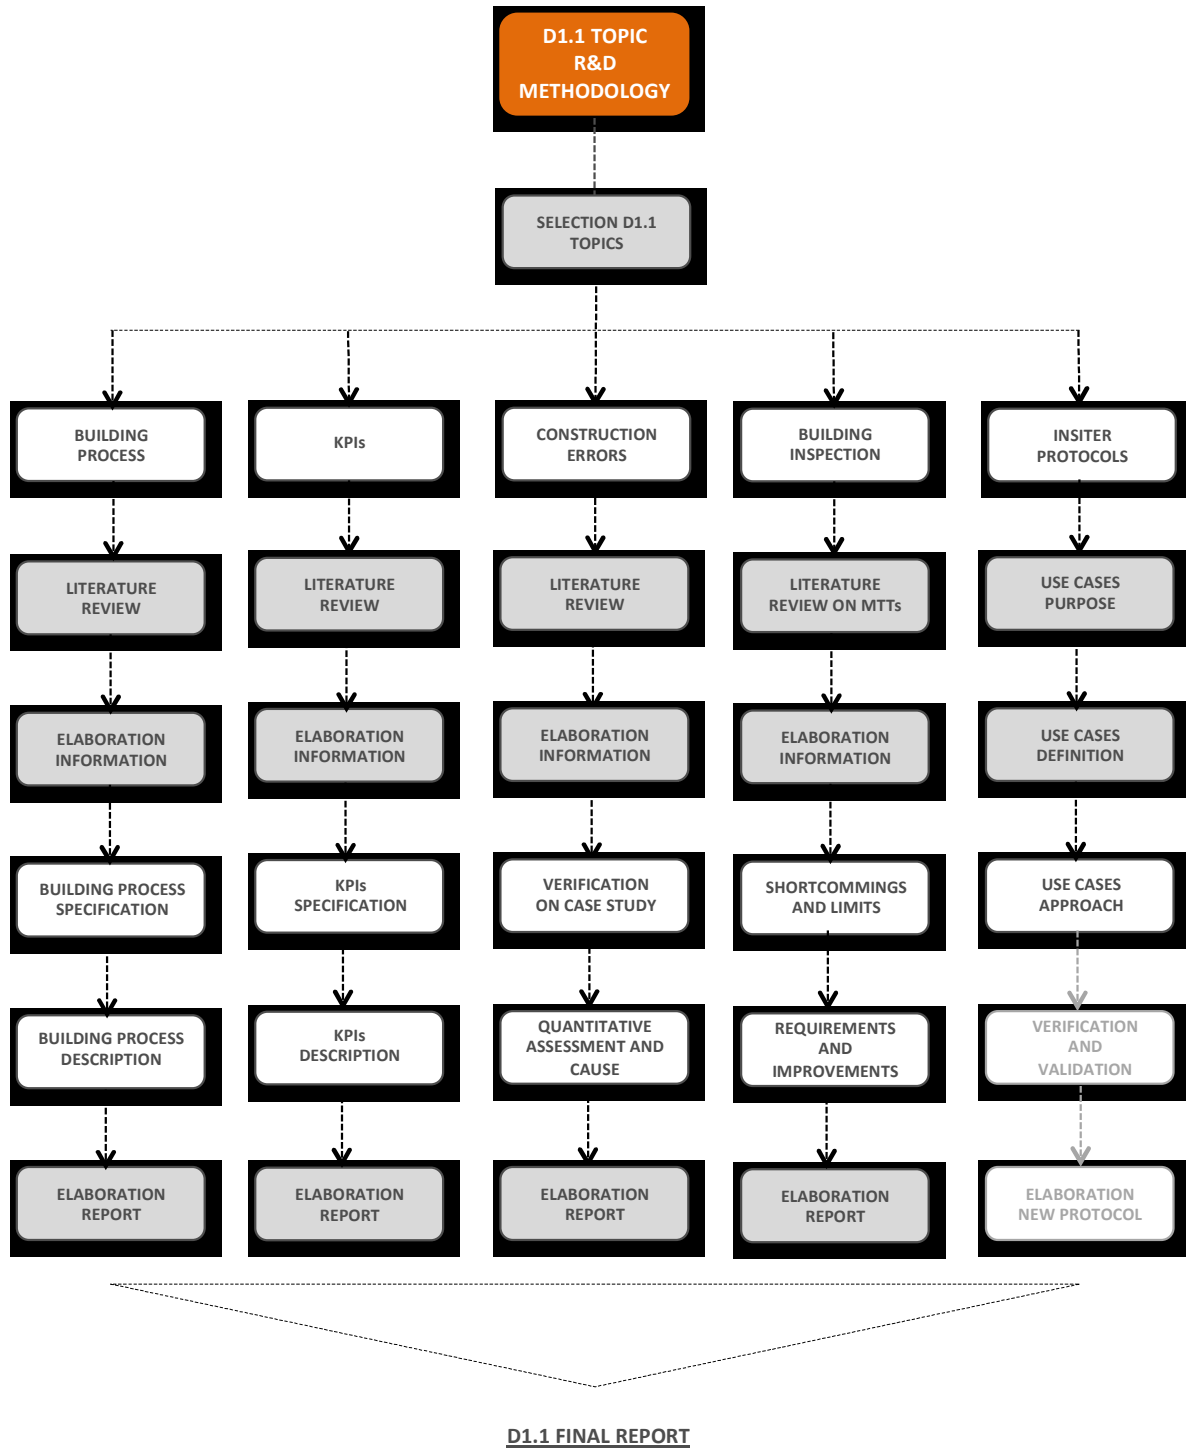 D1.1 TOPIC
R&D
METHODOLOGY
SELECTION D1.1
TOPICS
BUILDING
PROCESS
KPIs
CONSTRUCTION
ERRORS
BUILDING
INSPECTION
INSITER
PROTOCOLS
LITERATURE
REVIEW
LITERATURE
REVIEW
LITERATURE
REVIEW
LITERATURE
REVIEW ON MTTs
USE CASES
PURPOSE
ELABORATION
INFORMATION
ELABORATION
INFORMATION
ELABORATION
INFORMATION
ELABORATION
INFORMATION
USE CASES
DEFINITION
BUILDING PROCESS
SPECIFICATION
KPIs
SPECIFICATION
VERIFICATION
ON CASE STUDY
SHORTCOMMINGS
AND LIMITS
USE CASES
APPROACH
BUILDING PROCESS
DESCRIPTION
KPIs
DESCRIPTION
QUANTITATIVE
ASSESSMENT AND
CAUSE
REQUIREMENTS
AND
IMPROVEMENTS
VERIFICATION
AND
VALIDATION
ELABORATION
REPORT
ELABORATION
REPORT
ELABORATION
REPORT
ELABORATION
REPORT
ELABORATION
NEW PROTOCOL
D1.1 FINAL REPORT